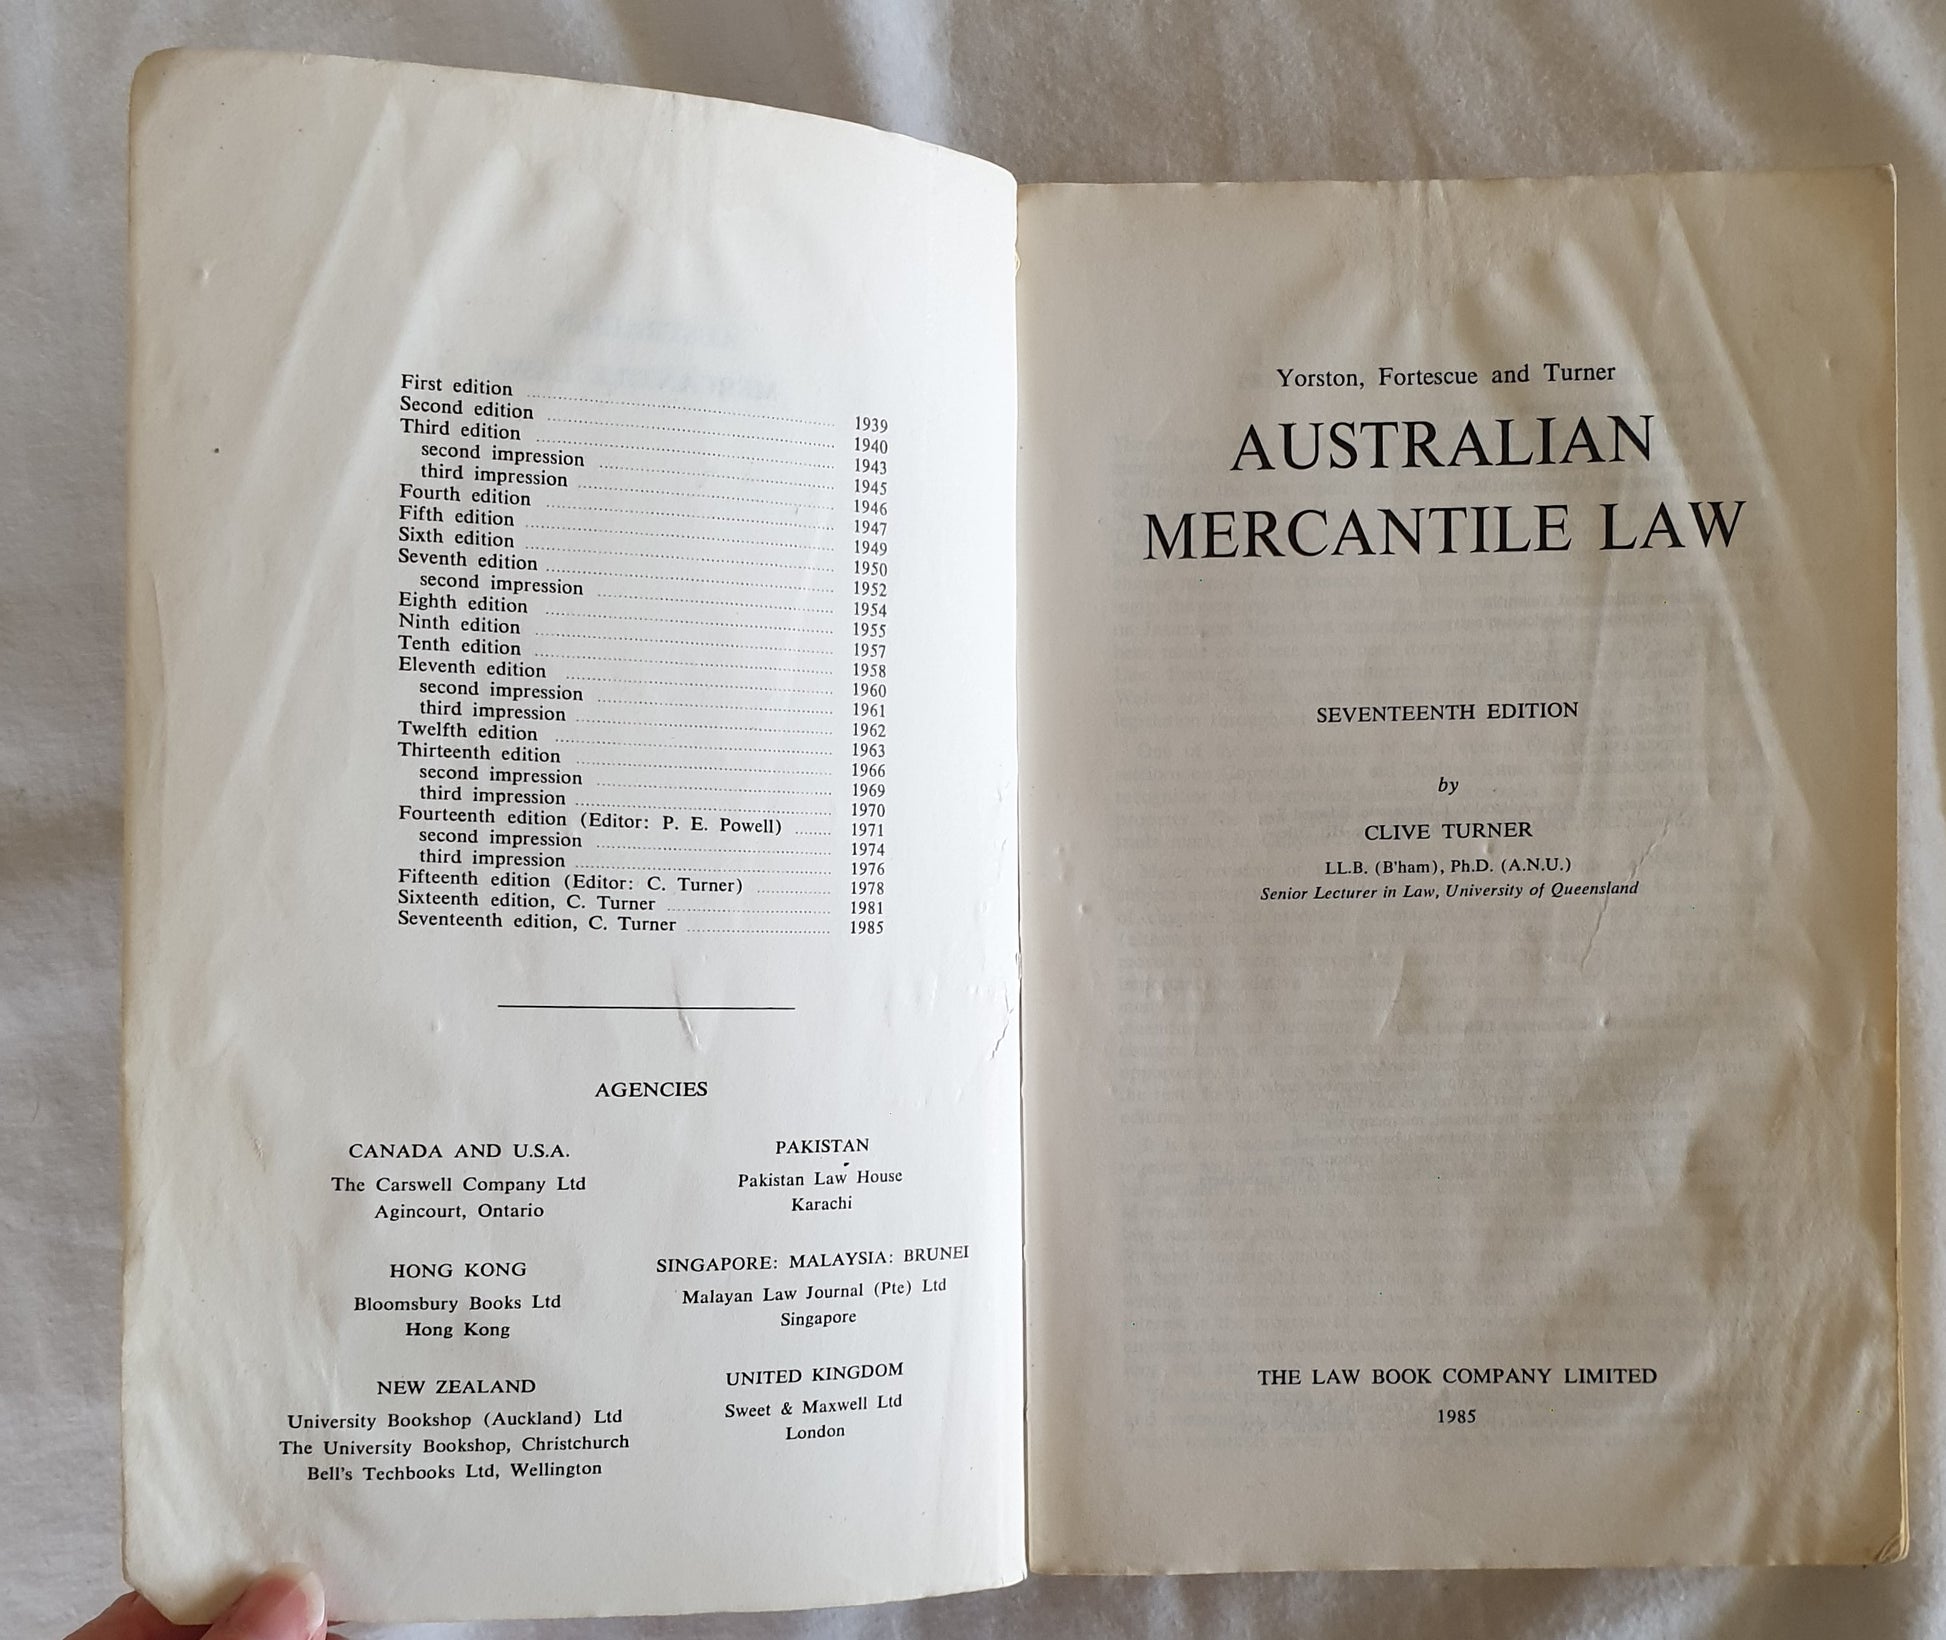 First edition ........ 1939
Second edition ........ 1940
Third edition ........ 1943
second impression ........ 1945
third impression ........ 1946
Fourth edition ........ 1947
Fifth edition ........ 1949
Sixth edition ........ 1950
Seventh edition ........ 1952
second impression ........ 1954
Eighth edition ........ 1955
Ninth edition ........ 1957
Tenth edition ........ 1958
Eleventh edition ........ 1960
second impression ........ 1961
third impression ........ 1962
Twelfth edition ........ 1963
Thirteenth edition ........ 1966
second impression ........ 1969
third impression ........ 1970
Fourteenth edition (Editor: P. E. Powell) ........ 1971
second impression ........ 1974
third impression ........ 1976
Fifteenth edition (Editor: C. Turner) ........ 1978
Sixteenth edition, C. Turner ........ 1981
Seventeenth edition, C. Turner ........ 1985
AGENCIES
CANADA AND U.S.A.
The Carswell Company Ltd
Agincourt, Ontario
HONG KONG
Bloomsbury Books Ltd
Hong Kong
NEW ZEALAND
University Bookshop (Auckland) Ltd
The University Bookshop, Christchurch
Bell's Techbooks Ltd, Wellington
PAKISTAN
Pakistan Law House
Karachi
SINGAPORE: MALAYSIA: BRUNEI
Malayan Law Journal (Pte) Ltd
Singapore
UNITED KINGDOM
Sweet & Maxwell Ltd
London
Yorston, Fortescue and Turner
AUSTRALIAN
MERCANTILE LAW
SEVENTEENTH EDITION
by
CLIVE TURNER
LL.B. (B'ham), Ph.D. (A.N.U.)
Senior Lecturer in Law, University of Queensland
THE LAW BOOK COMPANY LIMITED
1985